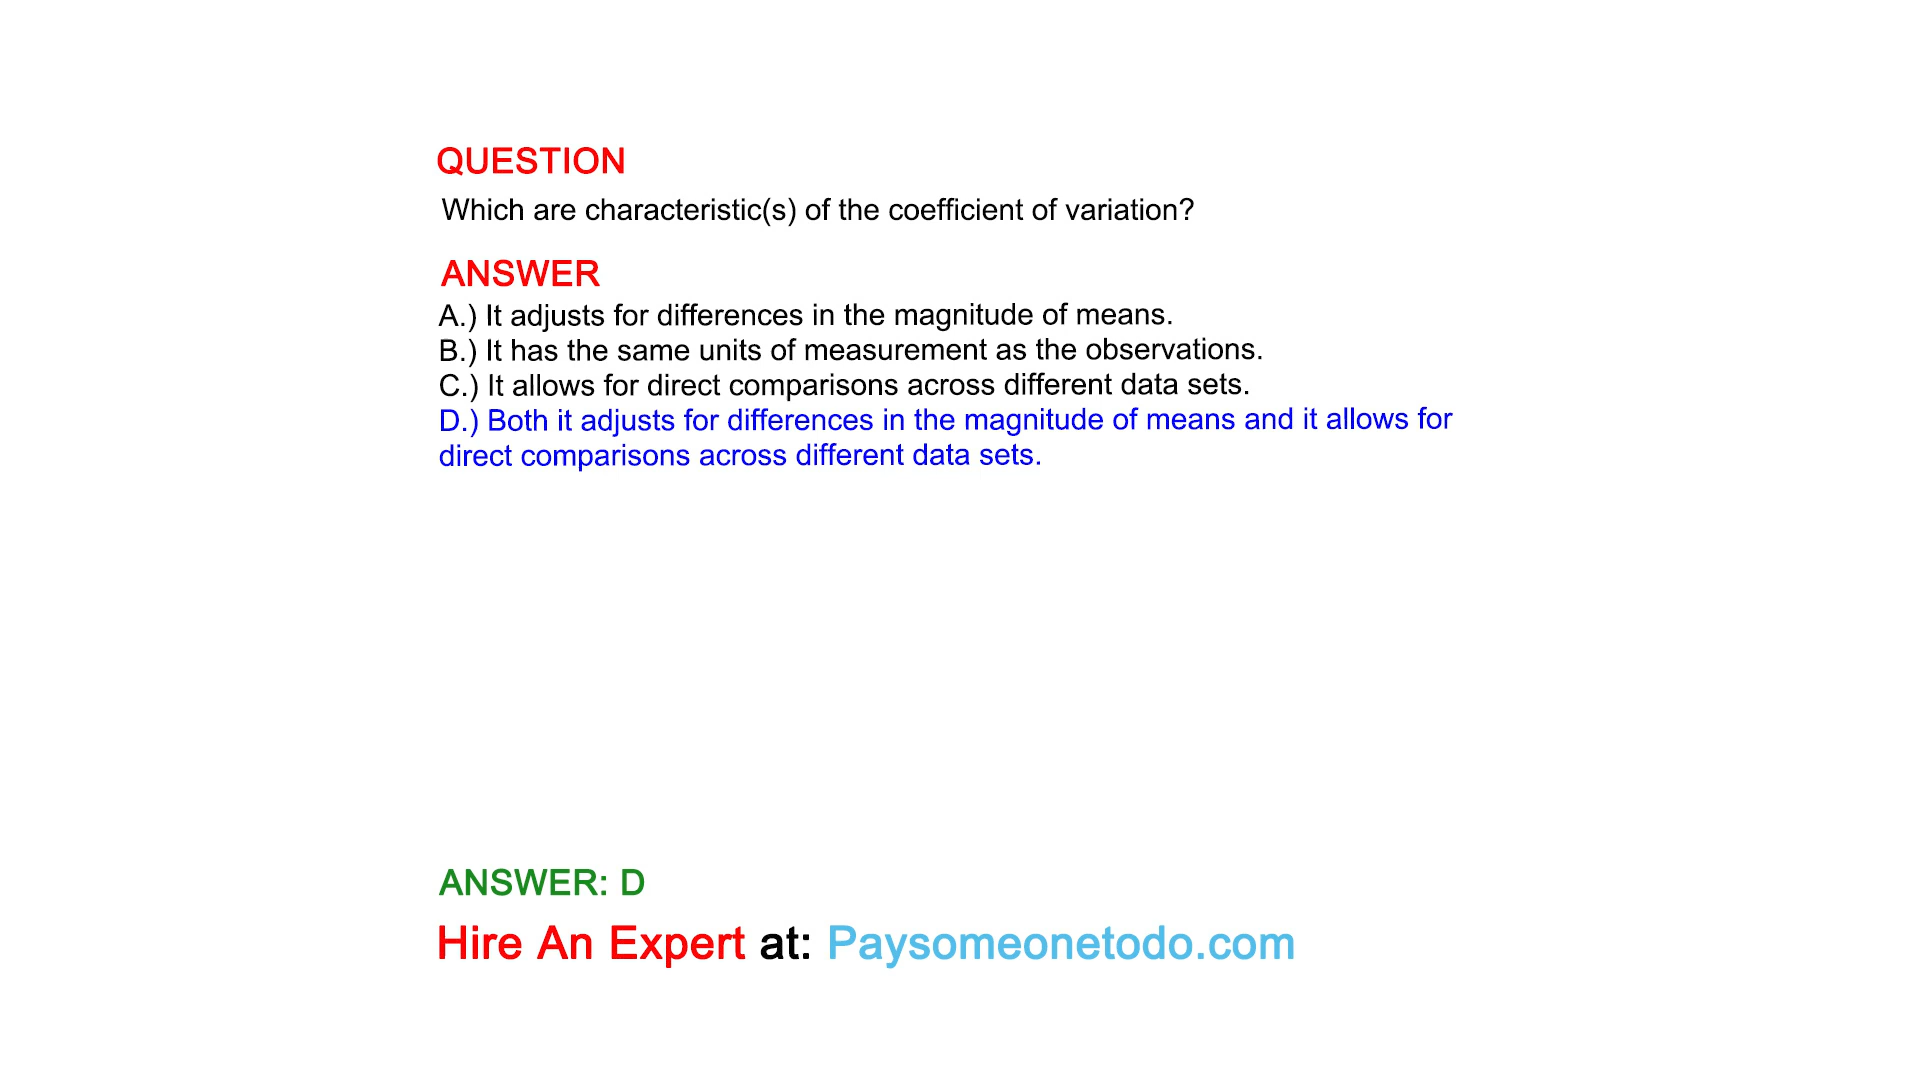 QUESTION
Which are characteristic(s) of the coefficient of variation?
ANSWER
A.) It adjusts for differences in the magnitude of means.
B.) It has the same units of measurement as the observations.
C.) It allows for direct comparisons across different data sets.
D.) Both it adjusts for differences in the magnitude of means and it allows for
direct comparisons across different data sets.
ANSWER: D
Hire An Expert at: Paysomeonetodo.com